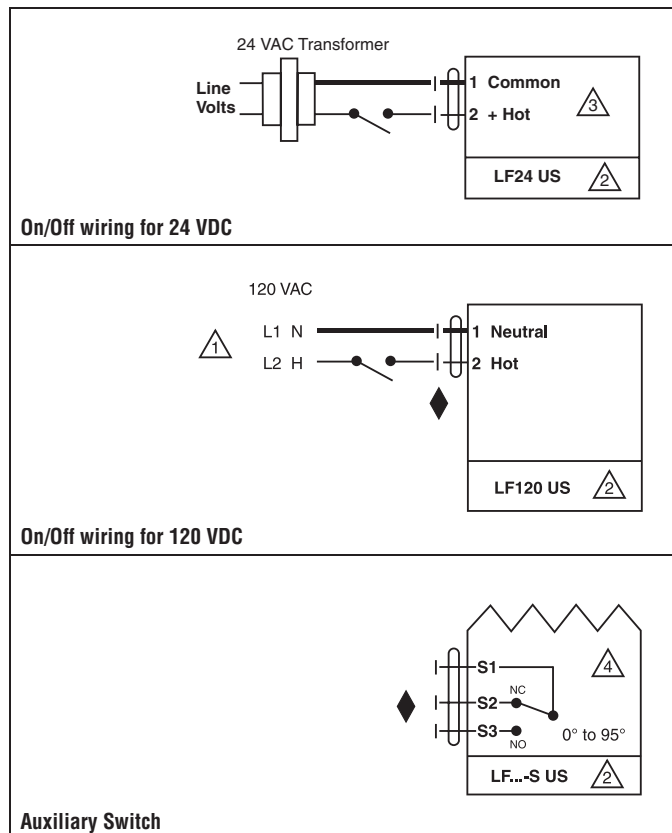 24 VAC Transformer
Line
Volts
1 Common
2 + Hot
3
LF24 US
2
On/Off wiring for 24 VDC
120 VAC
1
L1 N
L2 H
1 Neutral
2 Hot
LF120 US
2
On/Off wiring for 120 VDC
S1
4
S2
NC
S3
NO
0° to 95°
LF...-S US
2
Auxiliary Switch